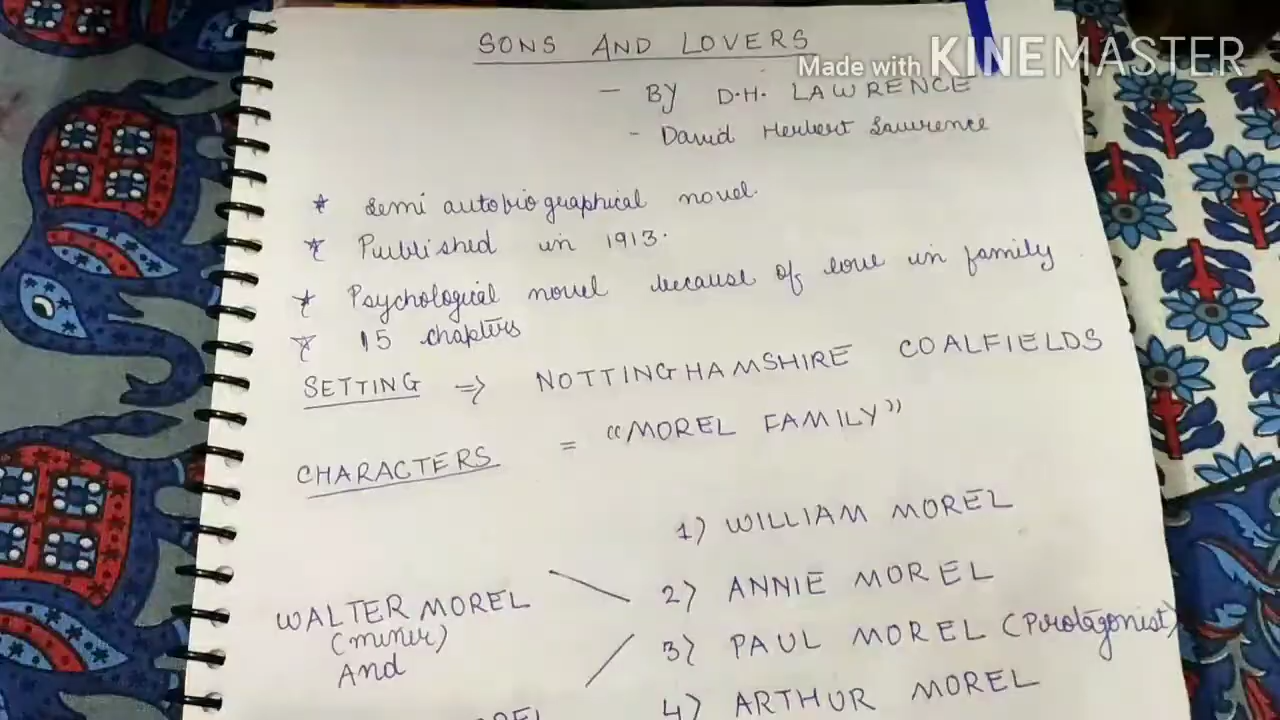 SONS AND LOVERS
Made with KINEMASTER
- BY D.H. LAWRENCE
- David Herbert Lawrence
* Semi autobiographical novel.
* Published in 1913.
* Psychological novel because of love in family
* 15 chapters
SETTING ⇒ NOTTINGHAMSHIRE COALFIELDS
CHARACTERS = "MOREL FAMILY"
1) WILLIAM MOREL
2) ANNIE MOREL
WALTER MOREL
(miner)
3) PAUL MOREL (Protagonist)
And
4) ARTHUR MOREL